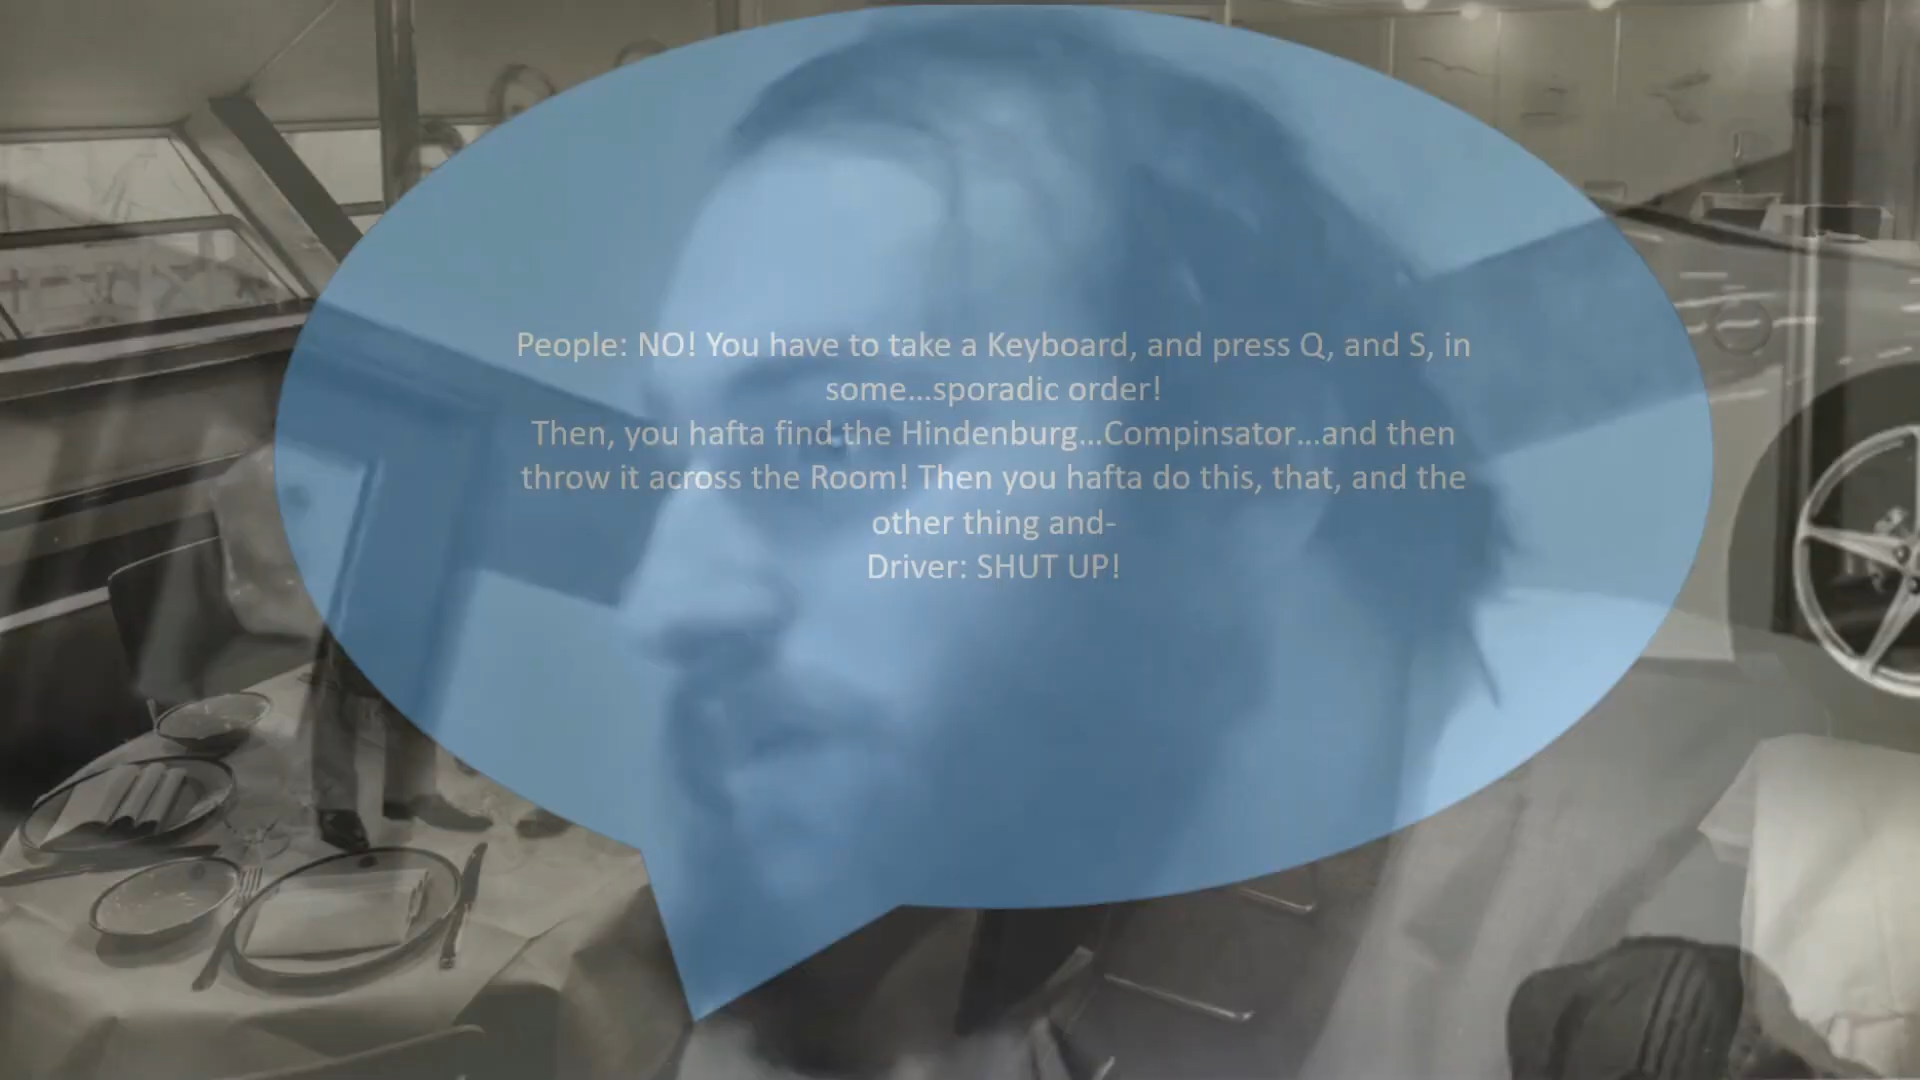 People: NO! You have to take a Keyboard, and press Q, and S, in
some...sporadic order!
Then, you hafta find the Hindenburg...Compinsator...and then
throw it across the Room! Then you hafta do this, that, and the
other thing and-
Driver: SHUT UP!